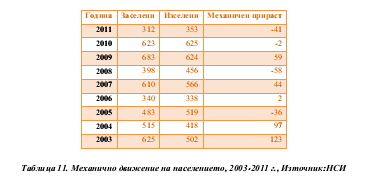 Година Заселени Изселени Механичен прираст
2011 312 353 -41
2010 623 625 -2
2009 683 624 59
2008 398 456 -58
2007 610 566 44
2006 340 338 2
2005 483 519 -36
2004 515 418 97
2003 625 502 123
Таблица 11. Механично движение на населението, 2003-2011 г., Източник:НСИ